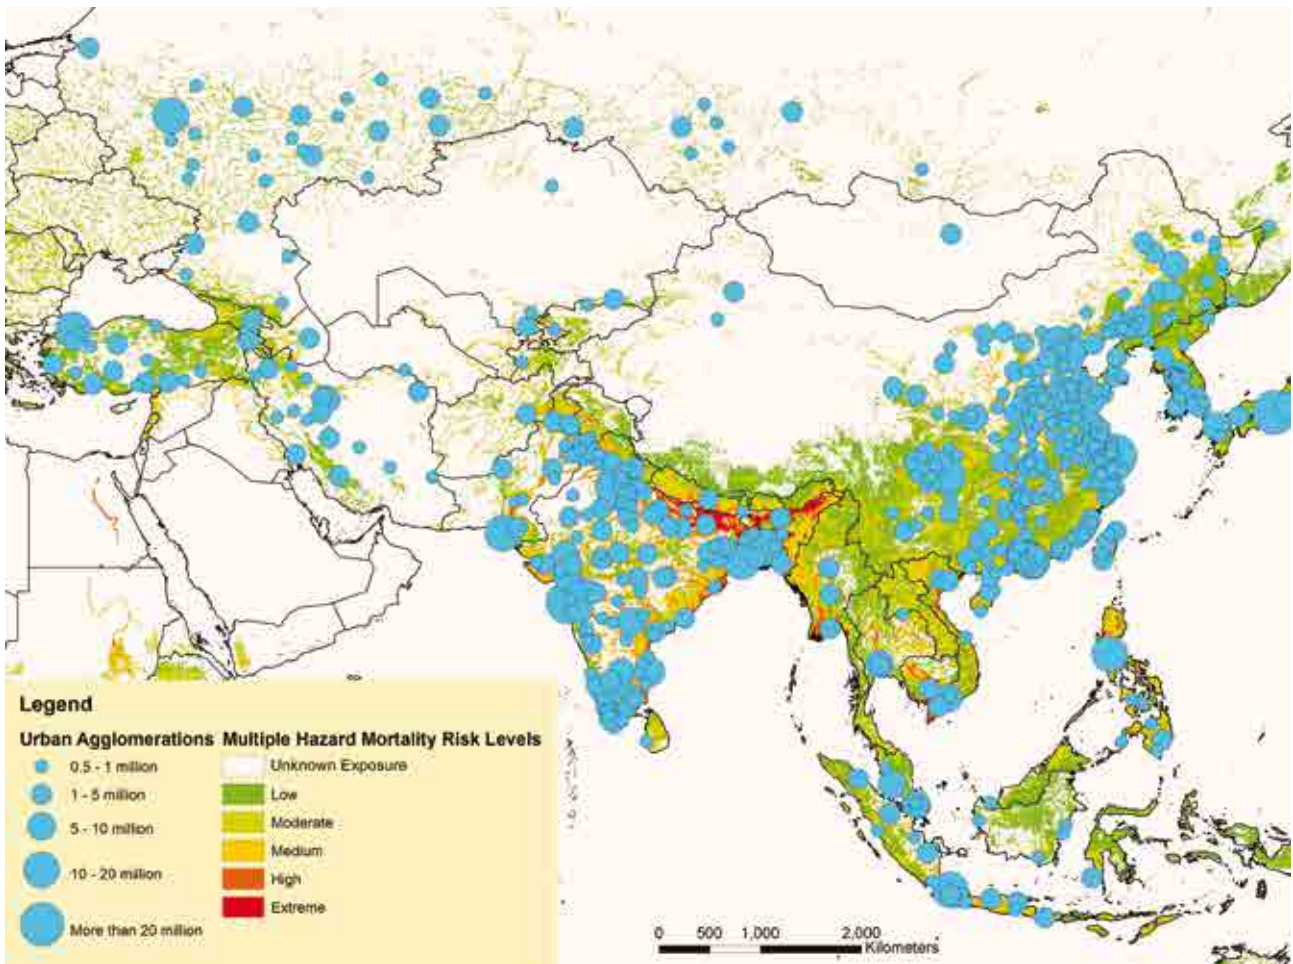 Legend
Urban Agglomerations Multiple Hazard Mortality Risk Levels
0.5 - 1 million
1 - 5 million
5 - 10 million
10 - 20 million
More than 20 million
Unknown Exposure
Low
Moderate
Medium
High
Extreme
0 500 1,000 2,000
Kilometers